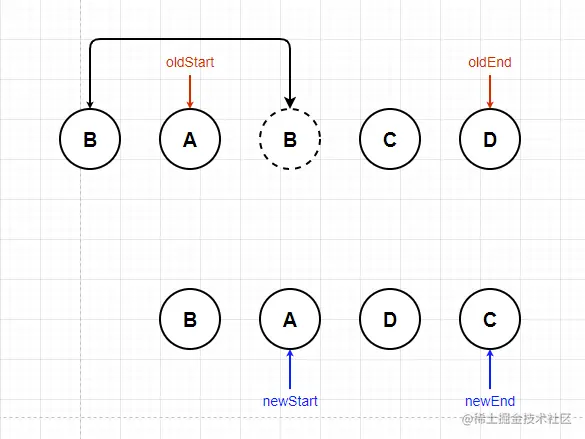 oldStart
oldEnd
B
A
B
C
D
B
A
D
C
newStart
newEnd
@稀土掘金技术社区